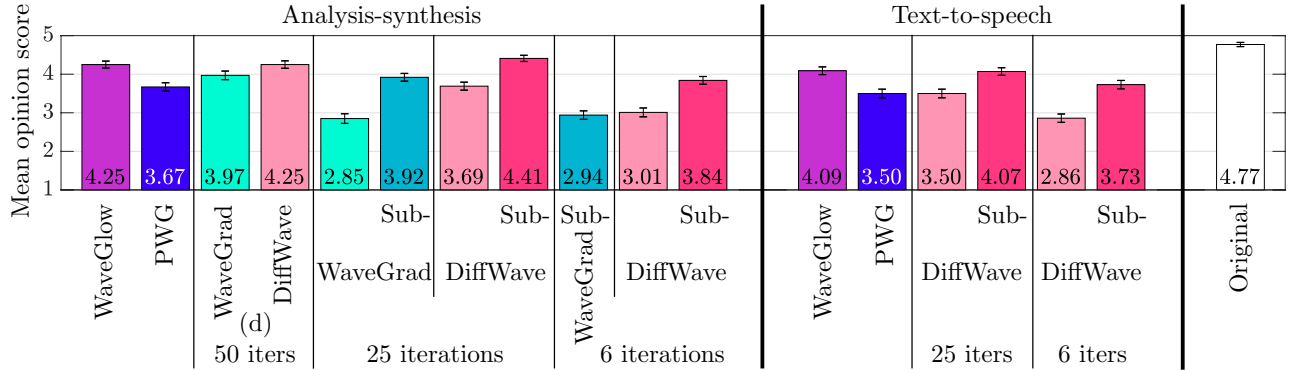 Analysis-synthesis
Text-to-speech
Mean opinion score
5
4
3
2
1
4.25
3.67
3.97
4.25
2.85
3.92
3.69
4.41
2.94
3.01
3.84
4.09
3.50
3.50
4.07
2.86
3.73
4.77
WaveGlow
PWG
WaveGrad
DiffWave
Sub-
WaveGrad
Sub-
DiffWave
Sub-
WaveGrad
Sub-
DiffWave
WaveGlow
PWG
Sub-
DiffWave
Sub-
DiffWave
Original
(d)
50 iters
25 iterations
6 iterations
25 iters
6 iters